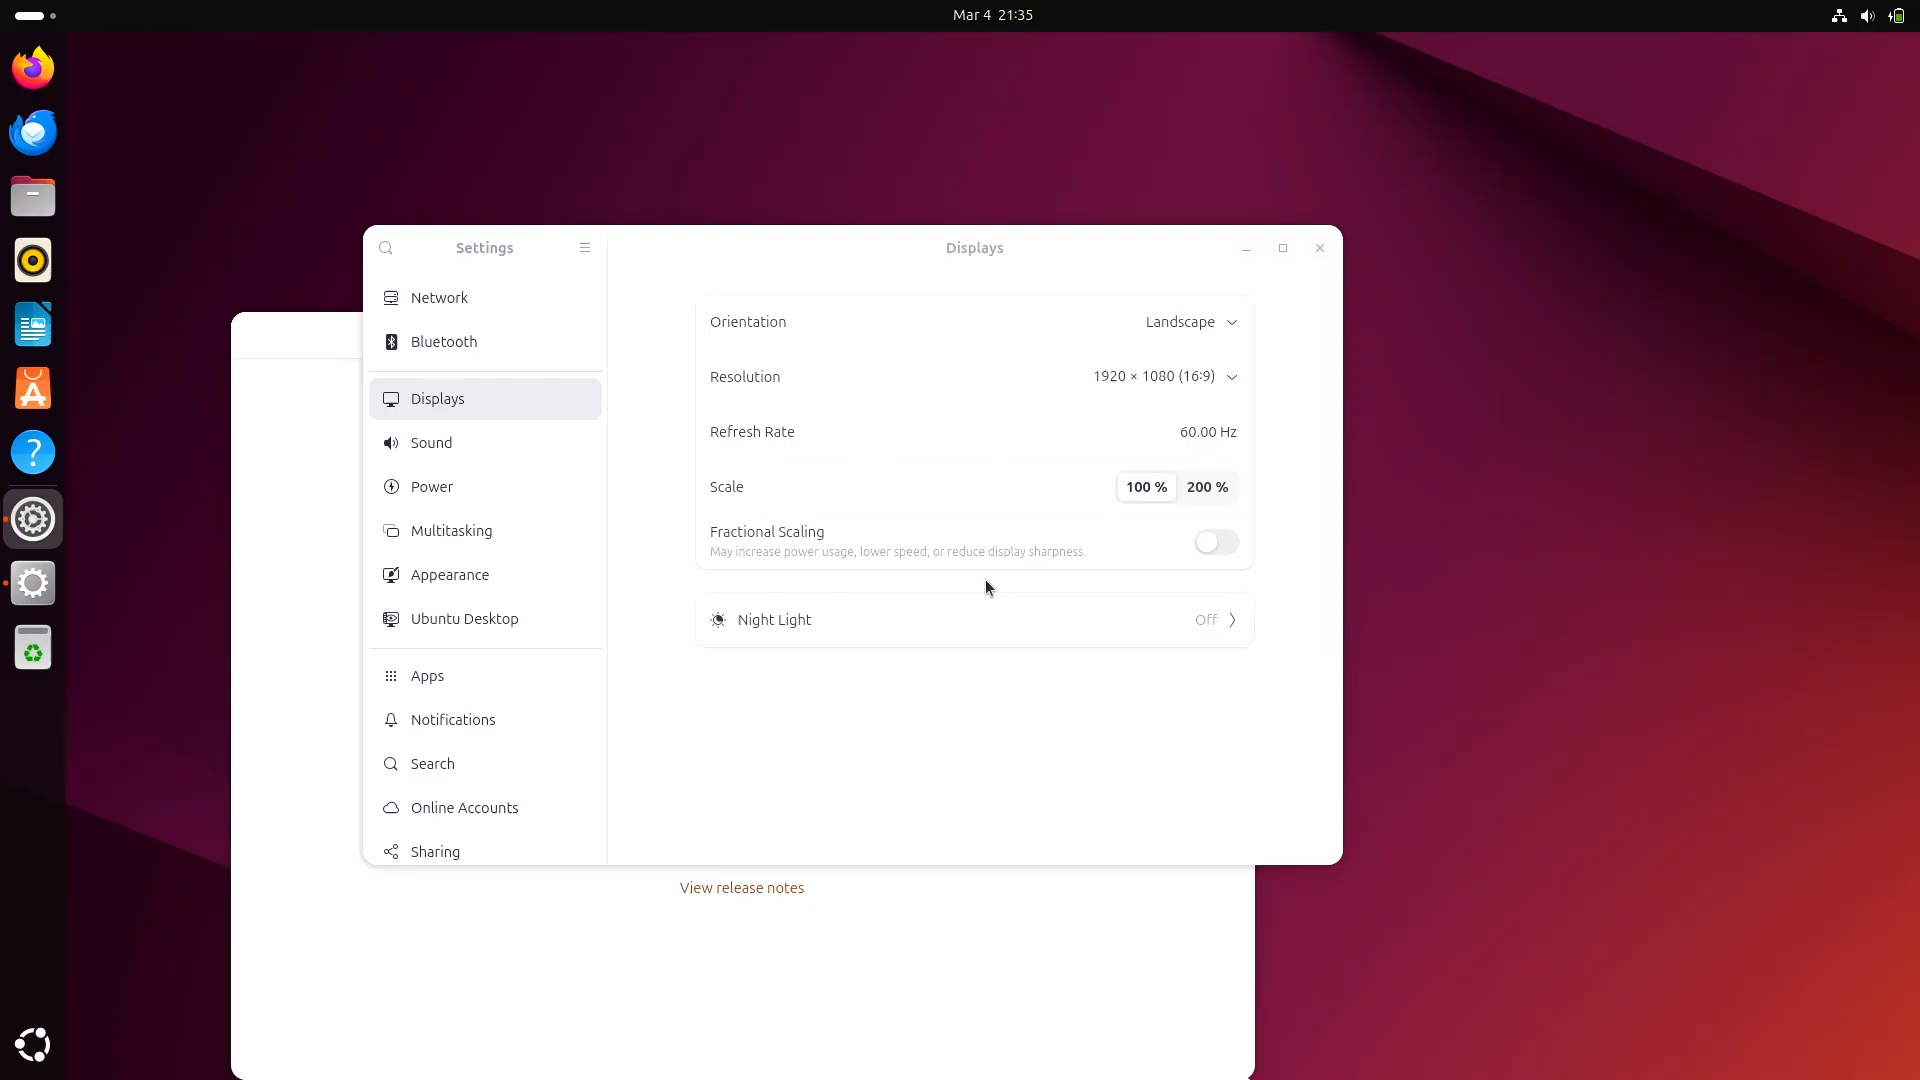 Mar 4 21:35
Settings
Displays
Network
Bluetooth
Displays
Sound
Power
Multitasking
Appearance
Ubuntu Desktop
Apps
Notifications
Search
Online Accounts
Sharing
Orientation Landscape
Resolution 1920 × 1080 (16:9)
Refresh Rate 60.00 Hz
Scale 100 % 200 %
Fractional Scaling
May increase power usage, lower speed, or reduce display sharpness.
Night Light Off
View release notes